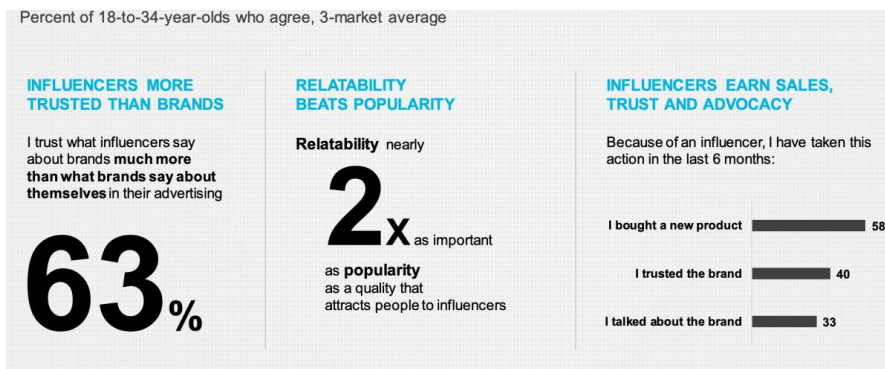 Percent of 18-to-34-year-olds who agree, 3-market average
INFLUENCERS MORE
TRUSTED THAN BRANDS
I trust what influencers say
about brands much more
than what brands say about
themselves in their advertising
63%
RELATABILITY
BEATS POPULARITY
Relatability nearly
2X as important
as popularity
as a quality that
attracts people to influencers
INFLUENCERS EARN SALES,
TRUST AND ADVOCACY
Because of an influencer, I have taken this
action in the last 6 months:
I bought a new product 58
I trusted the brand 40
I talked about the brand 33